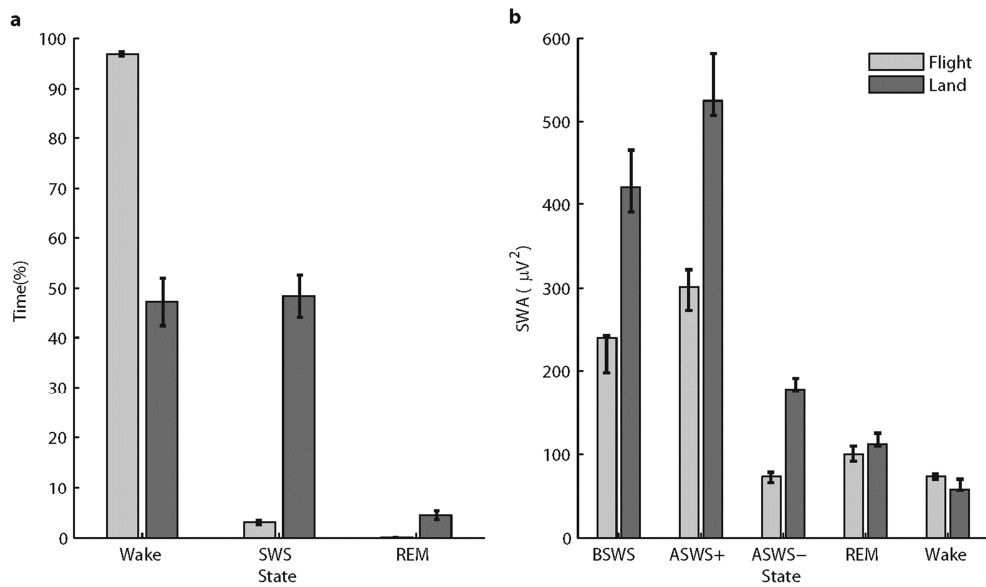 a
100
90
80
70
60
50
40
30
20
10
0
Time(%)
Wake SWS REM
State
b
600
500
400
300
200
100
0
SWA ( μV²)
Flight
Land
BSWS ASWS+ ASWS− REM Wake
State